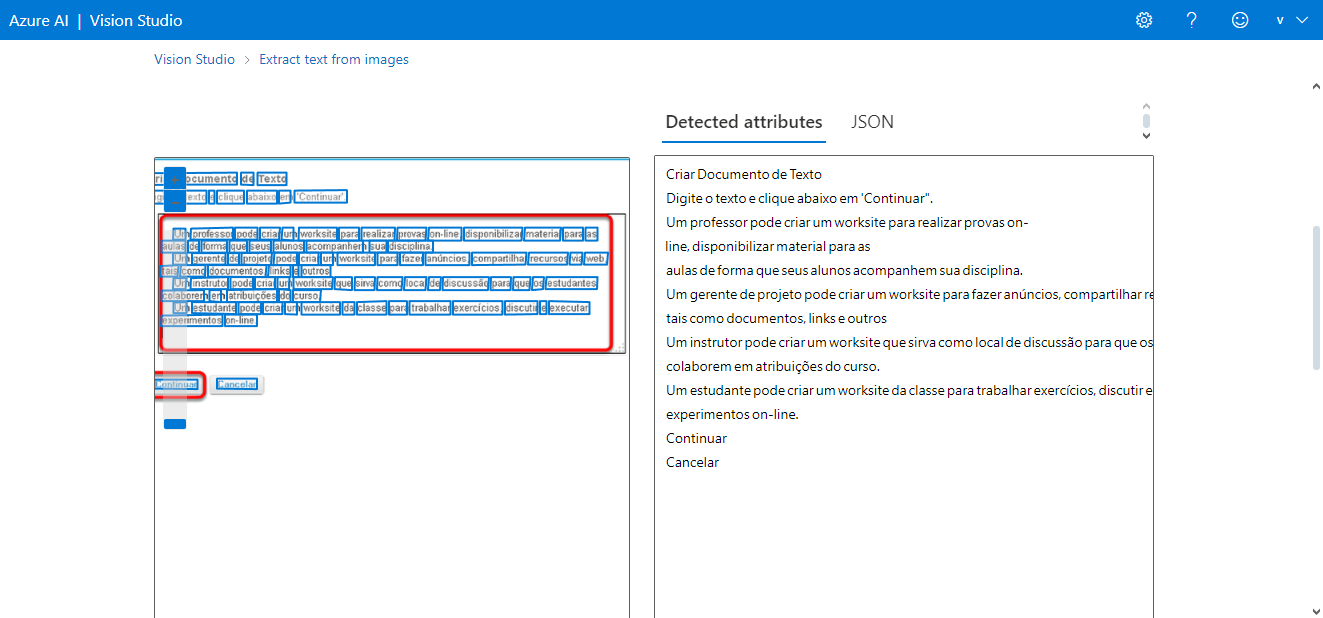 Azure AI | Vision Studio
v
Vision Studio > Extract text from images
Detected attributes
JSON
ocumento de Texto
texto e clique abaixo em 'Continuar'.
Um professor pode criar um worksite para realizar provas on-line, disponibilizar material para as
aulas de forma que seus alunos acompanhem sua disciplina.
Um gerente de projeto pode criar um worksite para fazer anúncios, compartilhar recursos via web
tais como documentos, links e outros
Um instrutor pode criar um worksite que sirva como local de discussão para que os estudantes
colaborem em atribuições do curso.
Um estudante pode criar um worksite da classe para trabalhar exercícios, discutir e executar
experimentos on-line.
Continuar
Cancelar
Criar Documento de Texto
Digite o texto e clique abaixo em 'Continuar".
Um professor pode criar um worksite para realizar provas on-
line, disponibilizar material para as
aulas de forma que seus alunos acompanhem sua disciplina.
Um gerente de projeto pode criar um worksite para fazer anúncios, compartilhar re
tais como documentos, links e outros
Um instrutor pode criar um worksite que sirva como local de discussão para que os
colaborem em atribuições do curso.
Um estudante pode criar um worksite da classe para trabalhar exercícios, discutir e
experimentos on-line.
Continuar
Cancelar